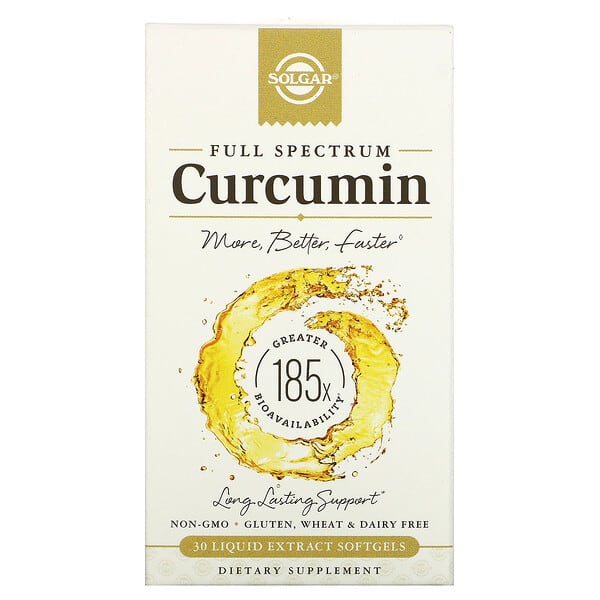 SOLGAR®
FULL SPECTRUM
Curcumin
More, Better, Faster◊
GREATER
185x
BIOAVAILABILITY
Long Lasting Support**
NON-GMO • GLUTEN, WHEAT & DAIRY FREE
30 LIQUID EXTRACT SOFTGELS
DIETARY SUPPLEMENT